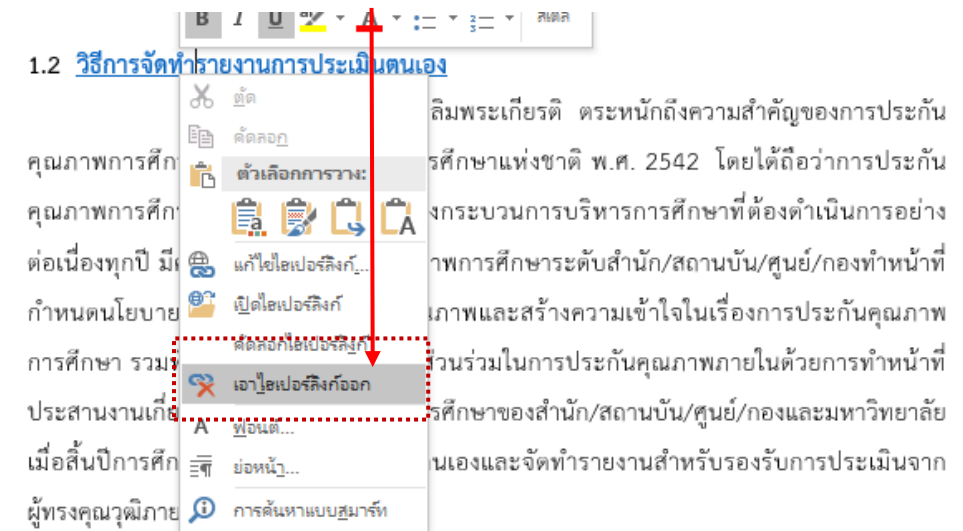 B I U ab A สไตล์
1.2 วิธีการจัดทำรายงานการประเมินตนเอง
ตัด
ลิมพระเกียรติ ตระหนักถึงความสำคัญของการประกัน
คัดลอก
คุณภาพการศึก รศึกษาแห่งชาติ พ.ศ. 2542 โดยได้ถือว่าการประกัน
ตัวเลือกการวาง:
คุณภาพการศึก งกระบวนการบริหารการศึกษาที่ต้องดำเนินการอย่าง
ต่อเนื่องทุกปี มี าพการศึกษาระดับสำนัก/สถาบัน/ศูนย์/กองทำหน้าที่
แก้ไขไฮเปอร์ลิงก์...
เปิดไฮเปอร์ลิงก์
กำหนดนโยบาย ภาพและสร้างความเข้าใจในเรื่องการประกันคุณภาพ
คัดลอกไฮเปอร์ลิงก์
การศึกษา รวม ส่วนร่วมในการประกันคุณภาพภายในด้วยการทำหน้าที่
เอาไฮเปอร์ลิงก์ออก
ประสานงานเกี่ย รศึกษาของสำนัก/สถาบัน/ศูนย์/กองและมหาวิทยาลัย
A ฟอนต์...
เมื่อสิ้นปีการศึก นเองและจัดทำรายงานสำหรับรองรับการประเมินจาก
ย่อหน้า...
ผู้ทรงคุณวุฒิภาย
การค้นหาแบบสมาร์ท